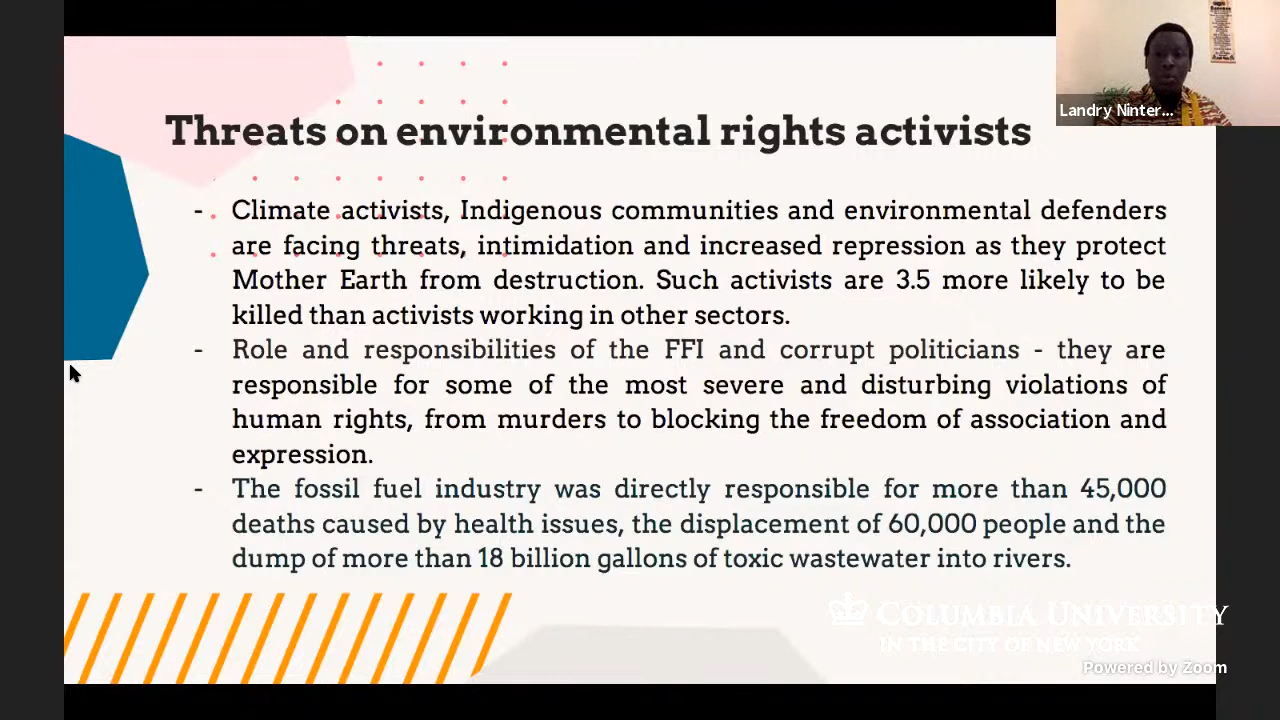 Landry Ninter...
Threats on environmental rights activists
- Climate activists, Indigenous communities and environmental defenders
are facing threats, intimidation and increased repression as they protect
Mother Earth from destruction. Such activists are 3.5 more likely to be
killed than activists working in other sectors.
- Role and responsibilities of the FFI and corrupt politicians - they are
responsible for some of the most severe and disturbing violations of
human rights, from murders to blocking the freedom of association and
expression.
- The fossil fuel industry was directly responsible for more than 45,000
deaths caused by health issues, the displacement of 60,000 people and the
dump of more than 18 billion gallons of toxic wastewater into rivers.
COLUMBIA UNIVERSITY
IN THE CITY OF NEW YORK
Powered by Zoom